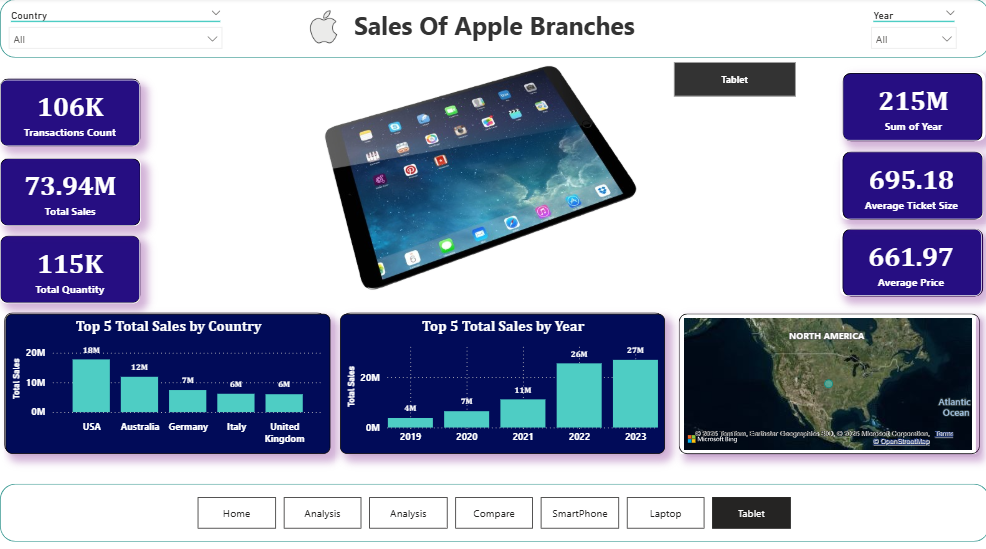 Country
All
Sales Of Apple Branches
Year
All
Tablet
106K
Transactions Count
73.94M
Total Sales
115K
Total Quantity
215M
Sum of Year
695.18
Average Ticket Size
661.97
Average Price
Top 5 Total Sales by Country
Total Sales
20M
10M
0M
18M
12M
7M
6M
6M
USA
Australia
Germany
Italy
United
Kingdom
Top 5 Total Sales by Year
Total Sales
20M
0M
4M
7M
11M
26M
27M
2019
2020
2021
2022
2023
NORTH AMERICA
Atlantic
Ocean
© 2025 TomTom, © 2025 Microsoft Corporation, Terms
Microsoft Bing
© OpenStreetMap
Home
Analysis
Analysis
Compare
SmartPhone
Laptop
Tablet